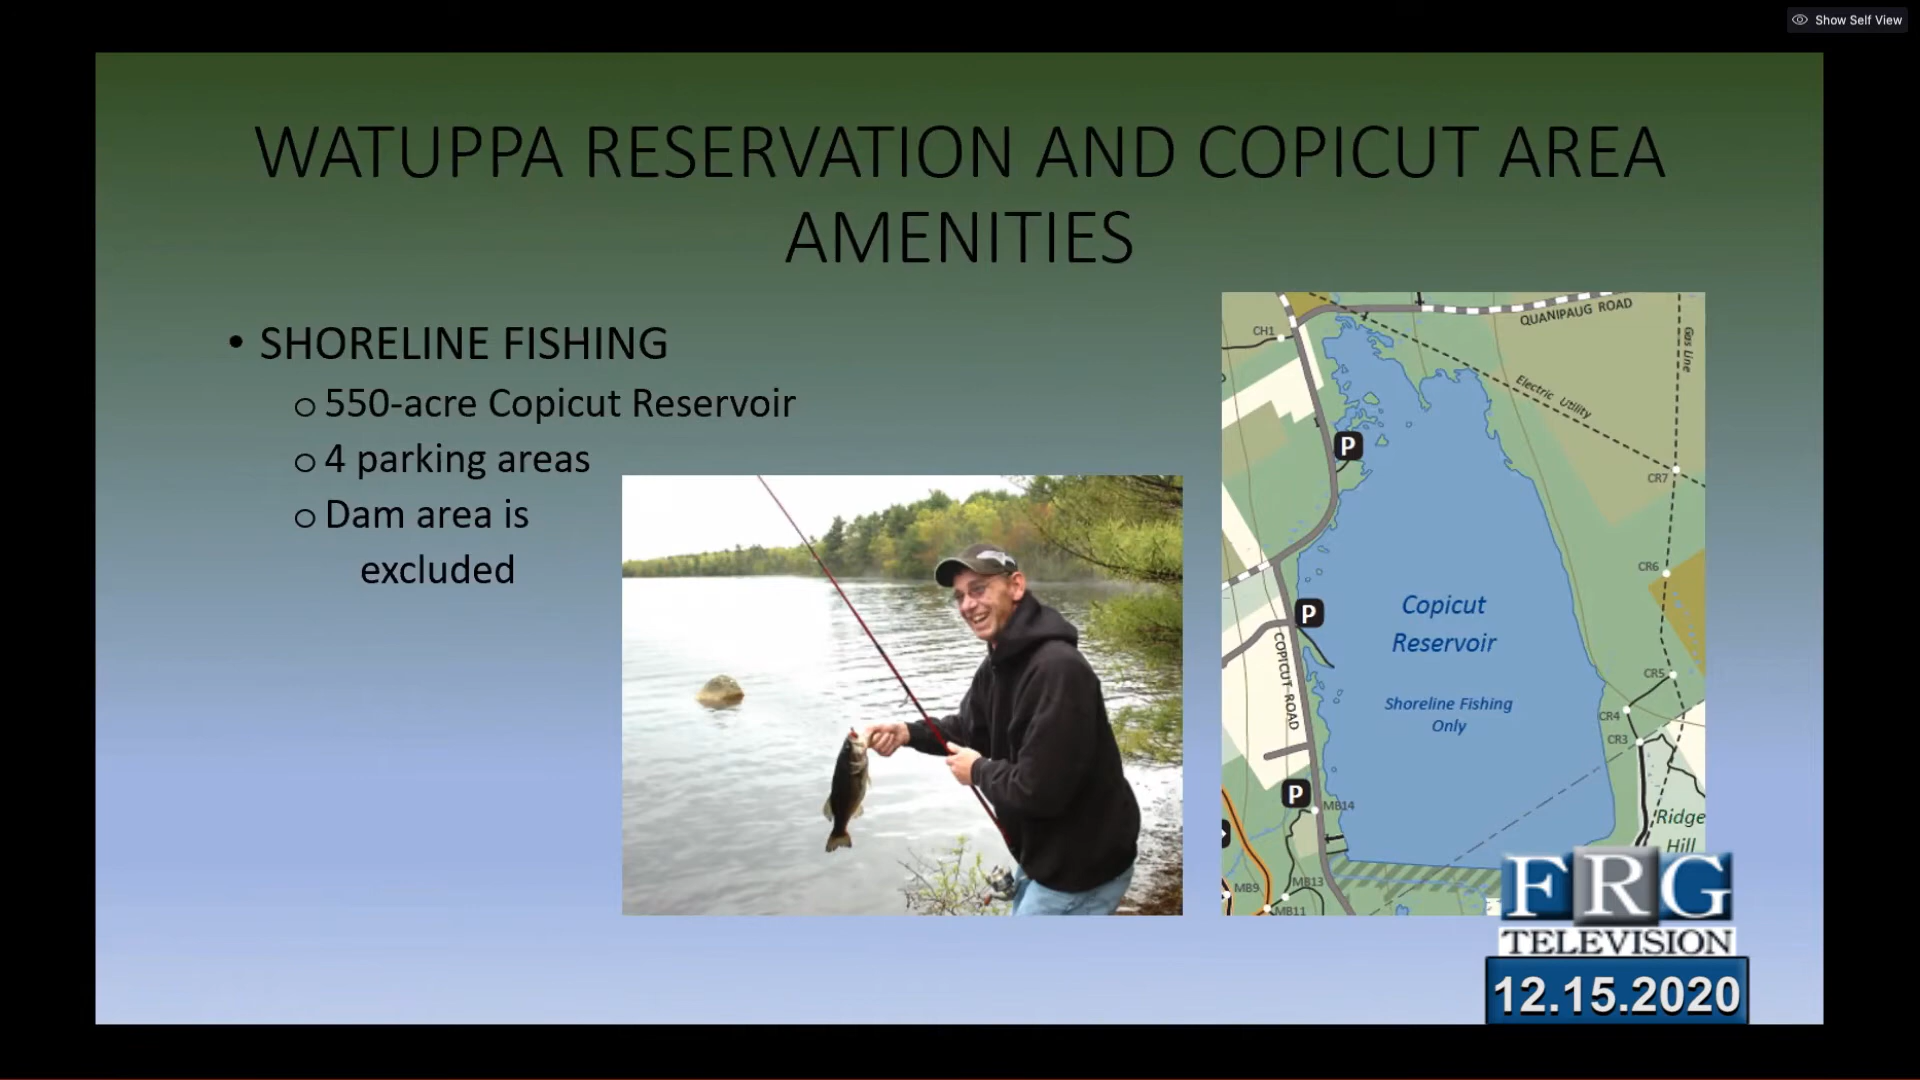 Show Self View
WATUPPA RESERVATION AND COPICUT AREA
AMENITIES
• SHORELINE FISHING
o 550-acre Copicut Reservoir
o 4 parking areas
o Dam area is
excluded
QUANIPAUG ROAD
CH1
Gas Line
Electric Utility
P
CR7
CR6
Copicut
Reservoir
P
COPICUT ROAD
CR5
Shoreline Fishing
Only
CR4
CR3
P
MB14
Ridge
Hill
MB9
MB13
MB11
FRG
TELEVISION
12.15.2020